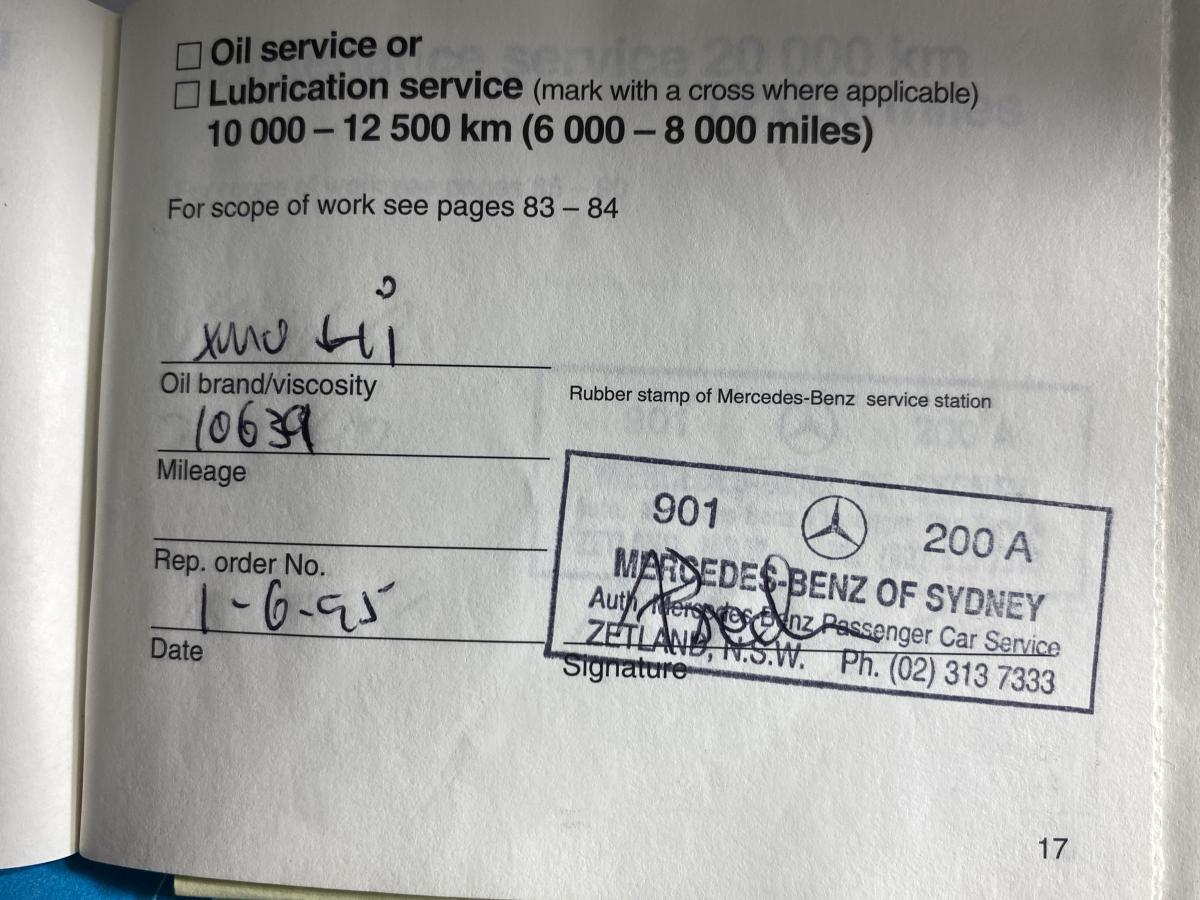 Oil service or
Lubrication service (mark with a cross where applicable)
10 000 – 12 500 km (6 000 – 8 000 miles)
For scope of work see pages 83 – 84
Oil brand/viscosity
10639
Mileage
Rep. order No.
1-6-95
Date
Rubber stamp of Mercedes-Benz service station
901 200 A
MERCEDES-BENZ OF SYDNEY
Auth. Mercedes Benz Passenger Car Service
ZETLAND, N.S.W. Ph. (02) 313 7333
Signature
17